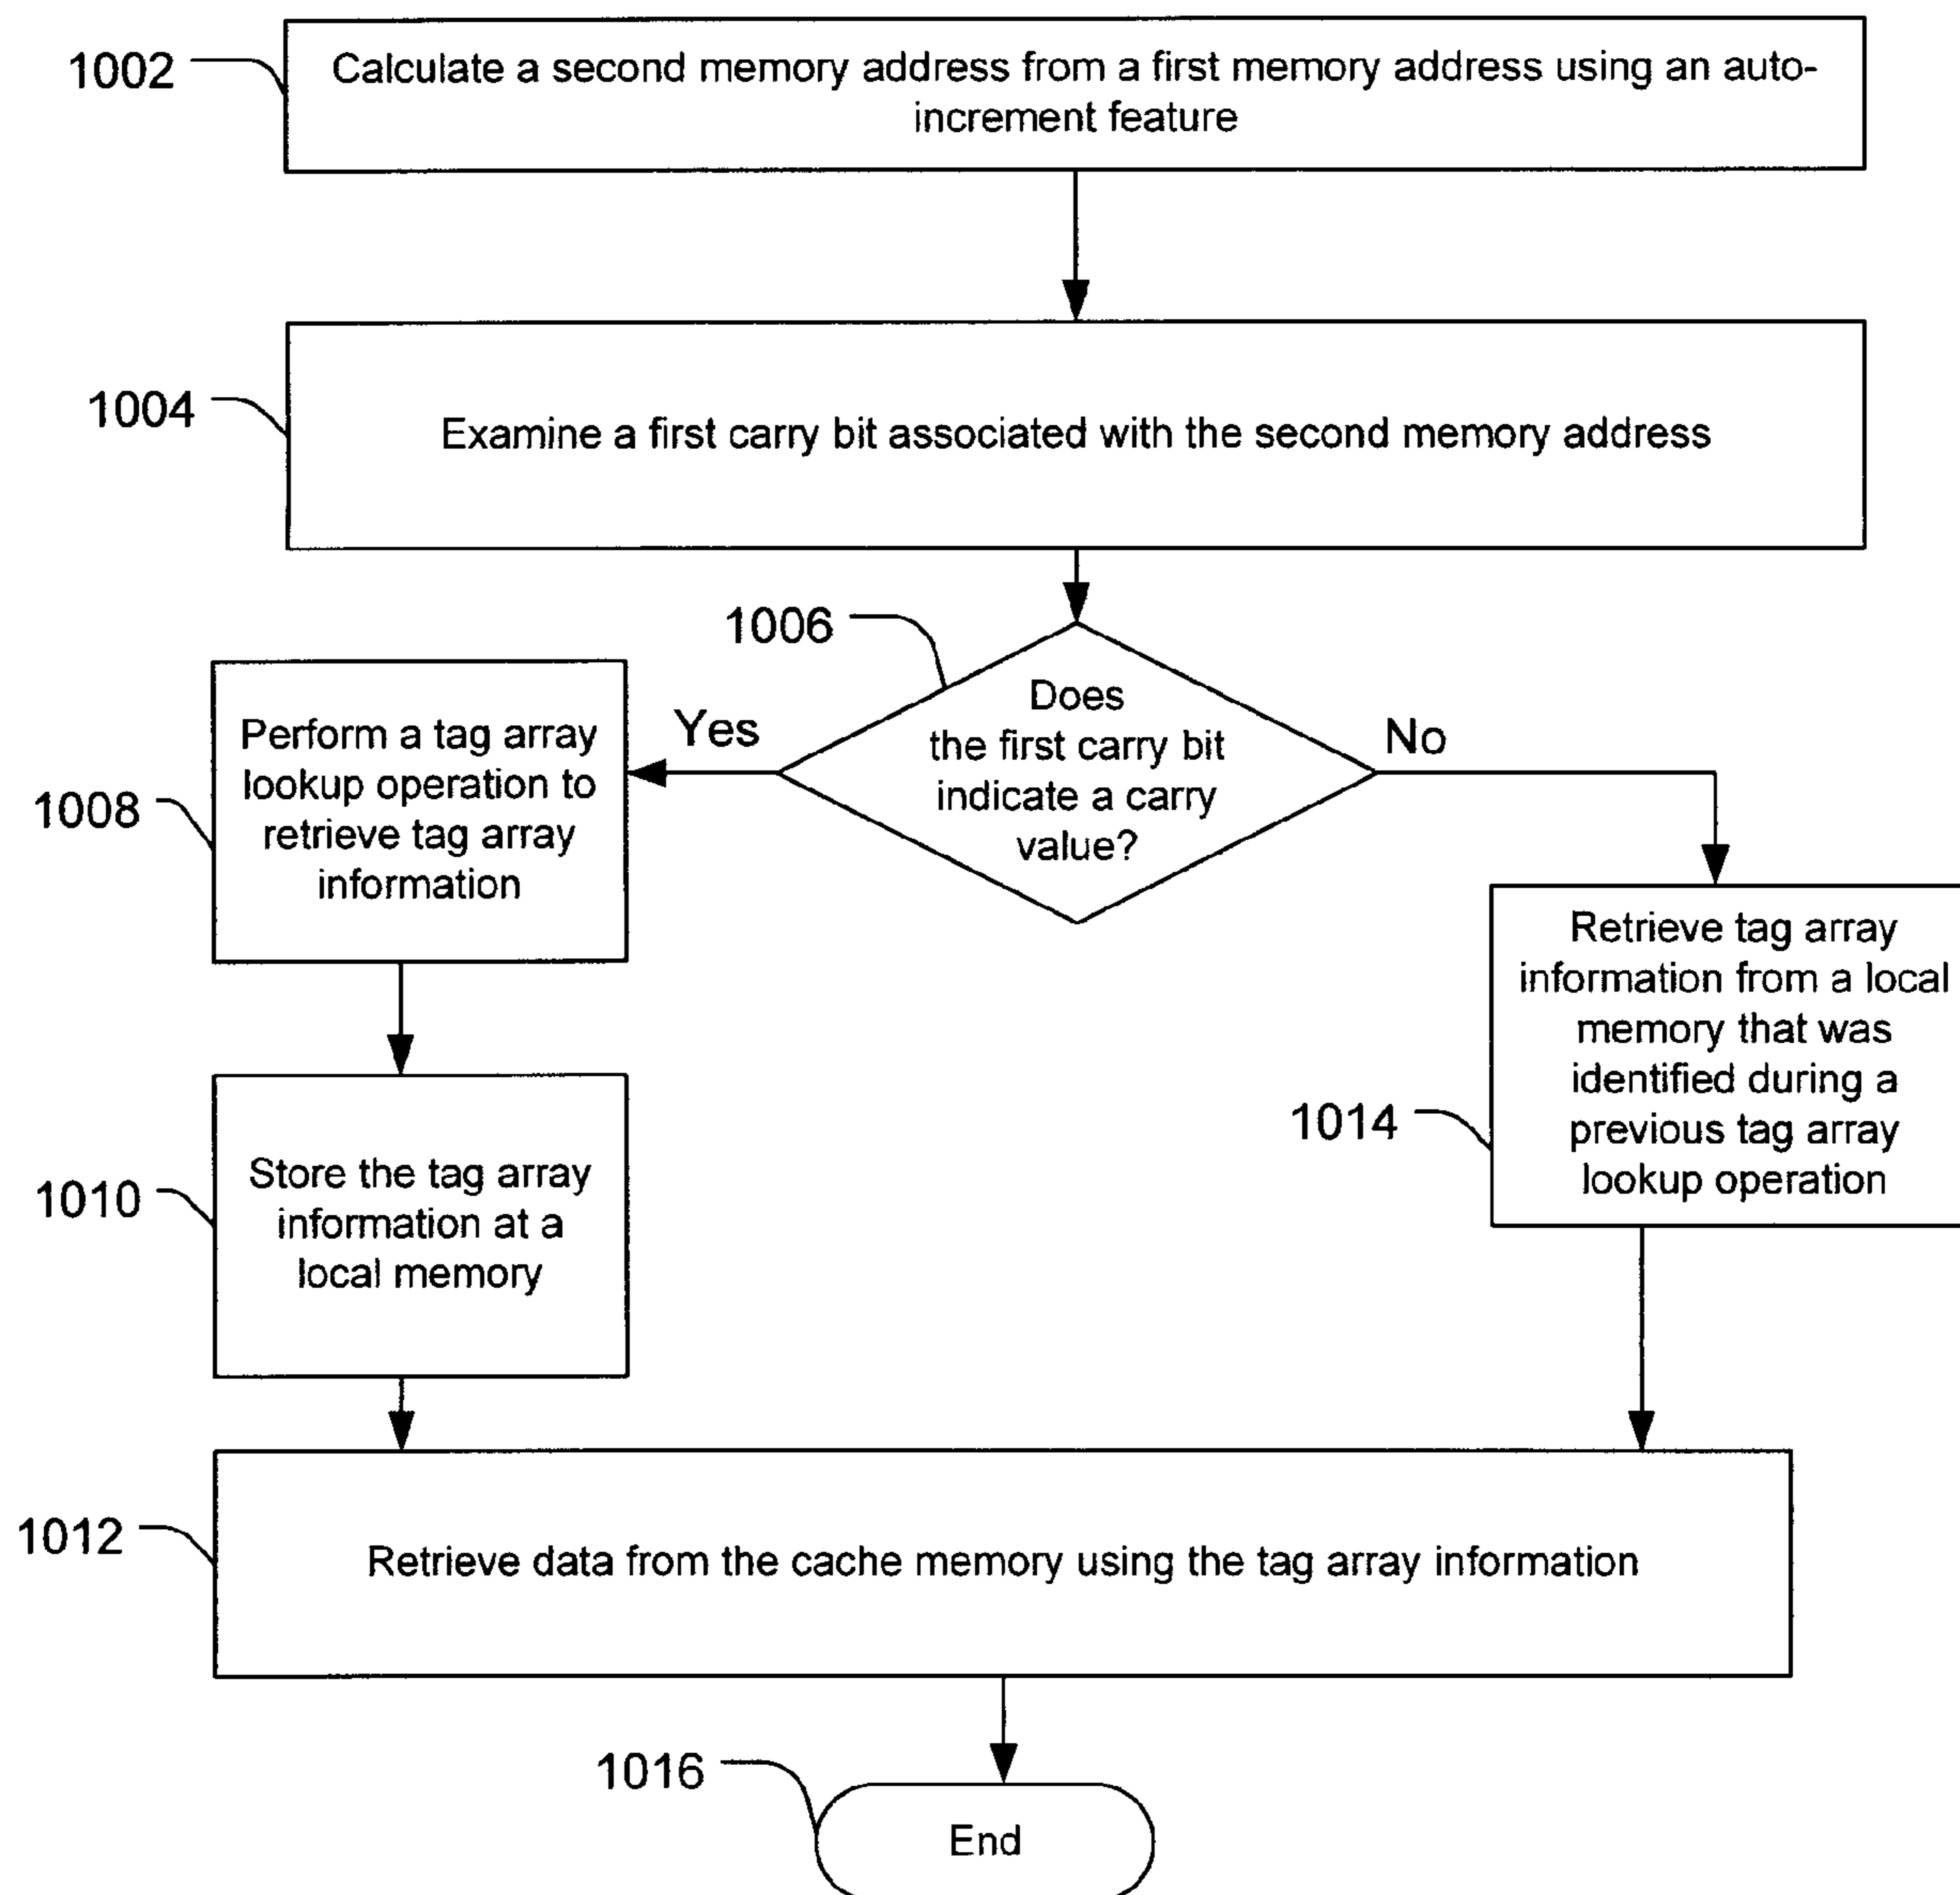 1002
Calculate a second memory address from a first memory address using an auto-
increment feature
1004
Examine a first carry bit associated with the second memory address
1006
Does
the first carry bit
indicate a carry
value?
Yes
No
1008
Perform a tag array
lookup operation to
retrieve tag array
information
1014
Retrieve tag array
information from a local
memory that was
identified during a
previous tag array
lookup operation
1010
Store the tag array
information at a
local memory
1012
Retrieve data from the cache memory using the tag array information
1016
End